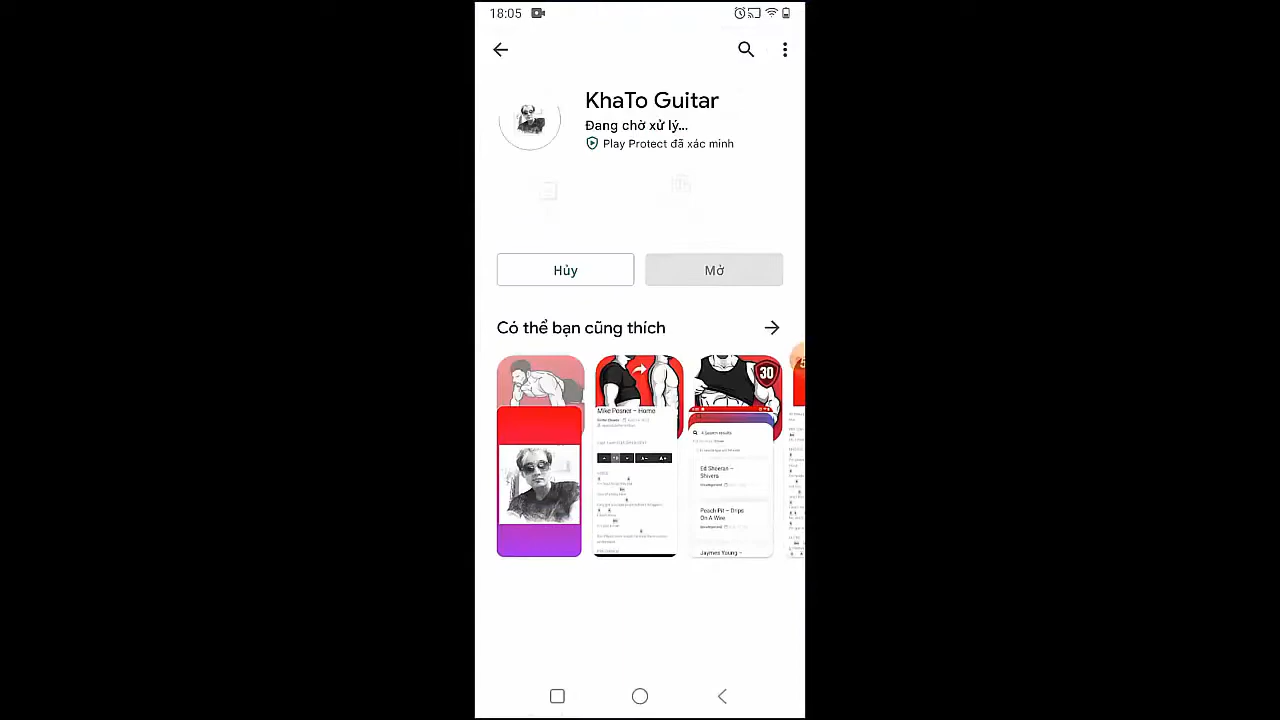 18:05
KhaTo Guitar
Đang chờ xử lý...
Play Protect đã xác minh
Hủy
Mở
Có thể bạn cũng thích
30
Mike Posner – Home
Ed Sheeran –
Shivers
Peach Pit – Drips
On A Wire
Jaymes Young –